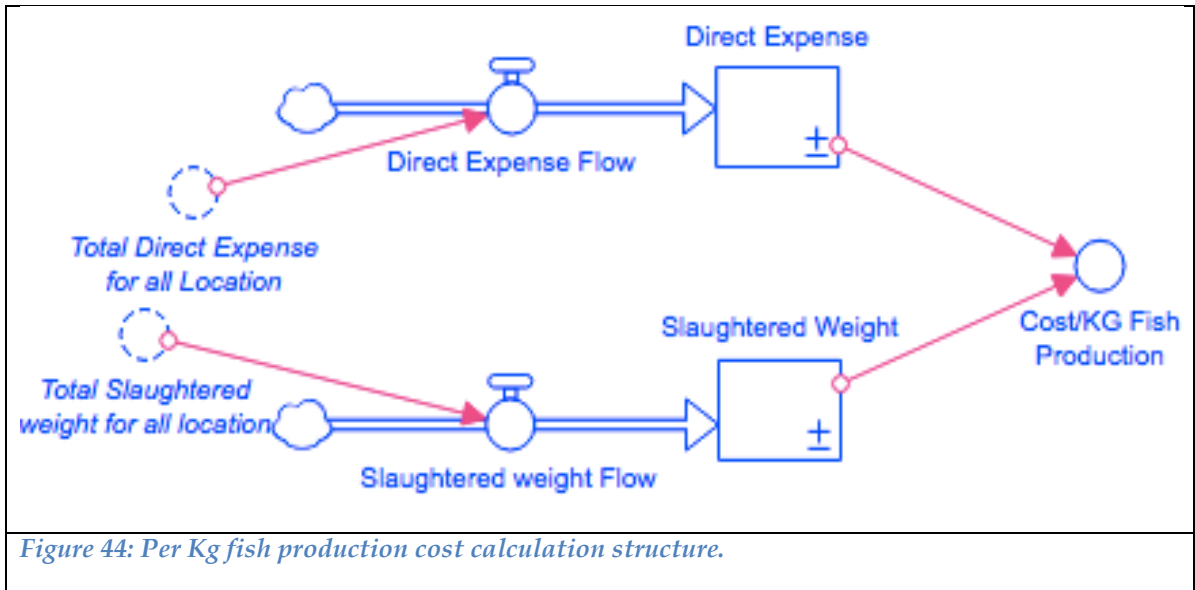 Direct Expense
Direct Expense Flow
Total Direct Expense
for all Location
Slaughtered Weight
Cost/KG Fish
Production
Total Slaughtered
weight for all location
Slaughtered weight Flow
Figure 44: Per Kg fish production cost calculation structure.